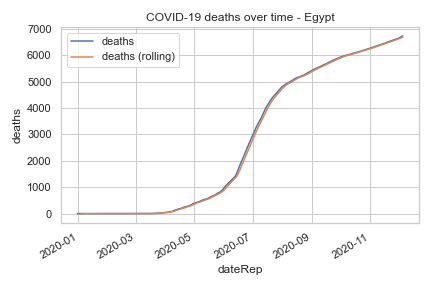 COVID-19 deaths over time - Egypt
deaths
deaths (rolling)
7000
6000
5000
4000
3000
2000
1000
0
deaths
2020-01
2020-03
2020-05
2020-07
2020-09
2020-11
dateRep